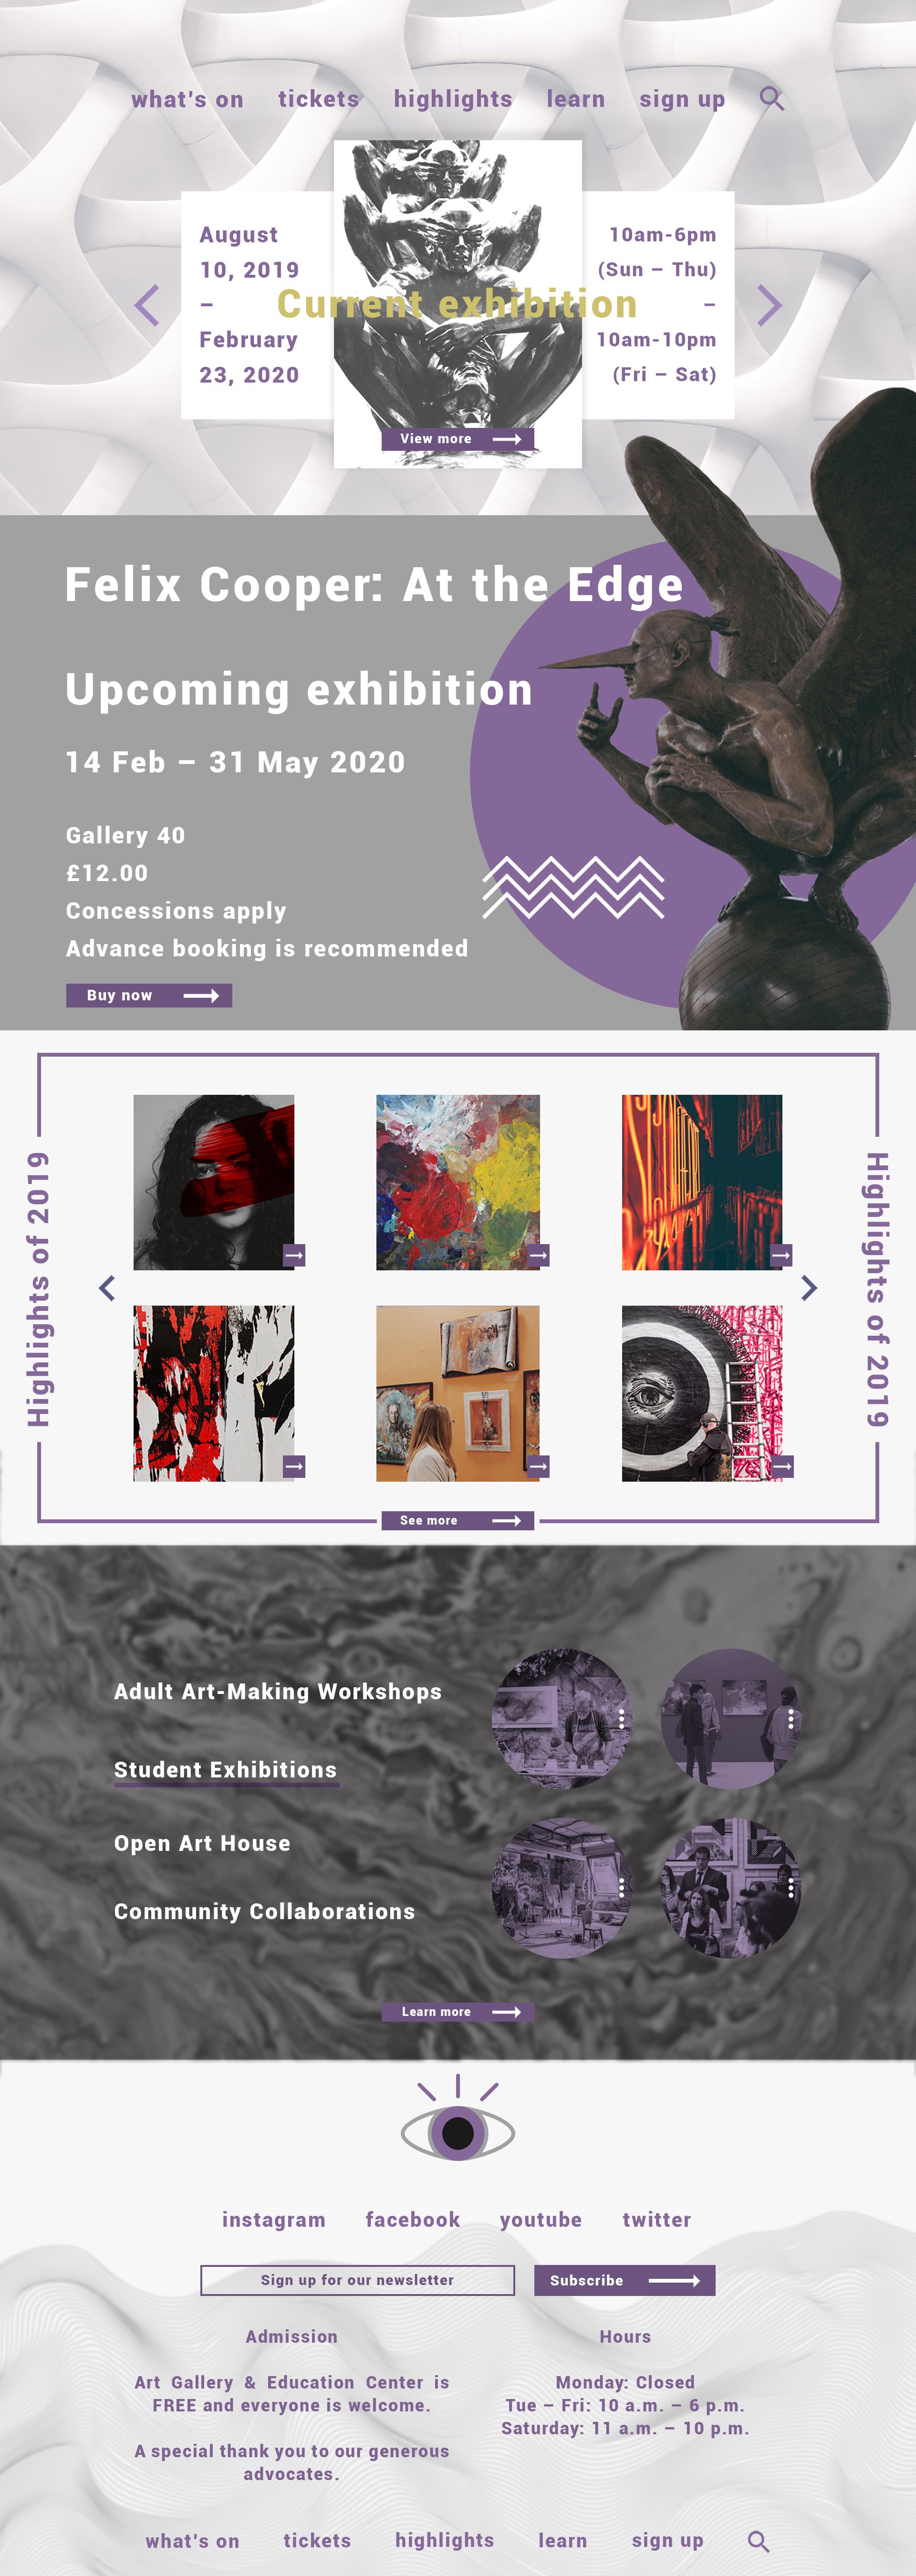 what's on tickets highlights learn sign up
August
10, 2019
–
February
23, 2020
Current exhibition
10am-6pm
(Sun – Thu)
–
10am-10pm
(Fri – Sat)
View more
Felix Cooper: At the Edge
Upcoming exhibition
14 Feb – 31 May 2020
Gallery 40
£12.00
Concessions apply
Advance booking is recommended
Buy now
Highlights of 2019
Highlights of 2019
See more
Adult Art-Making Workshops
Student Exhibitions
Open Art House
Community Collaborations
Learn more
instagram facebook youtube twitter
Sign up for our newsletter
Subscribe
Admission
Art Gallery & Education Center is
FREE and everyone is welcome.
A special thank you to our generous
advocates.
Hours
Monday: Closed
Tue – Fri: 10 a.m. – 6 p.m.
Saturday: 11 a.m. – 10 p.m.
what's on tickets highlights learn sign up